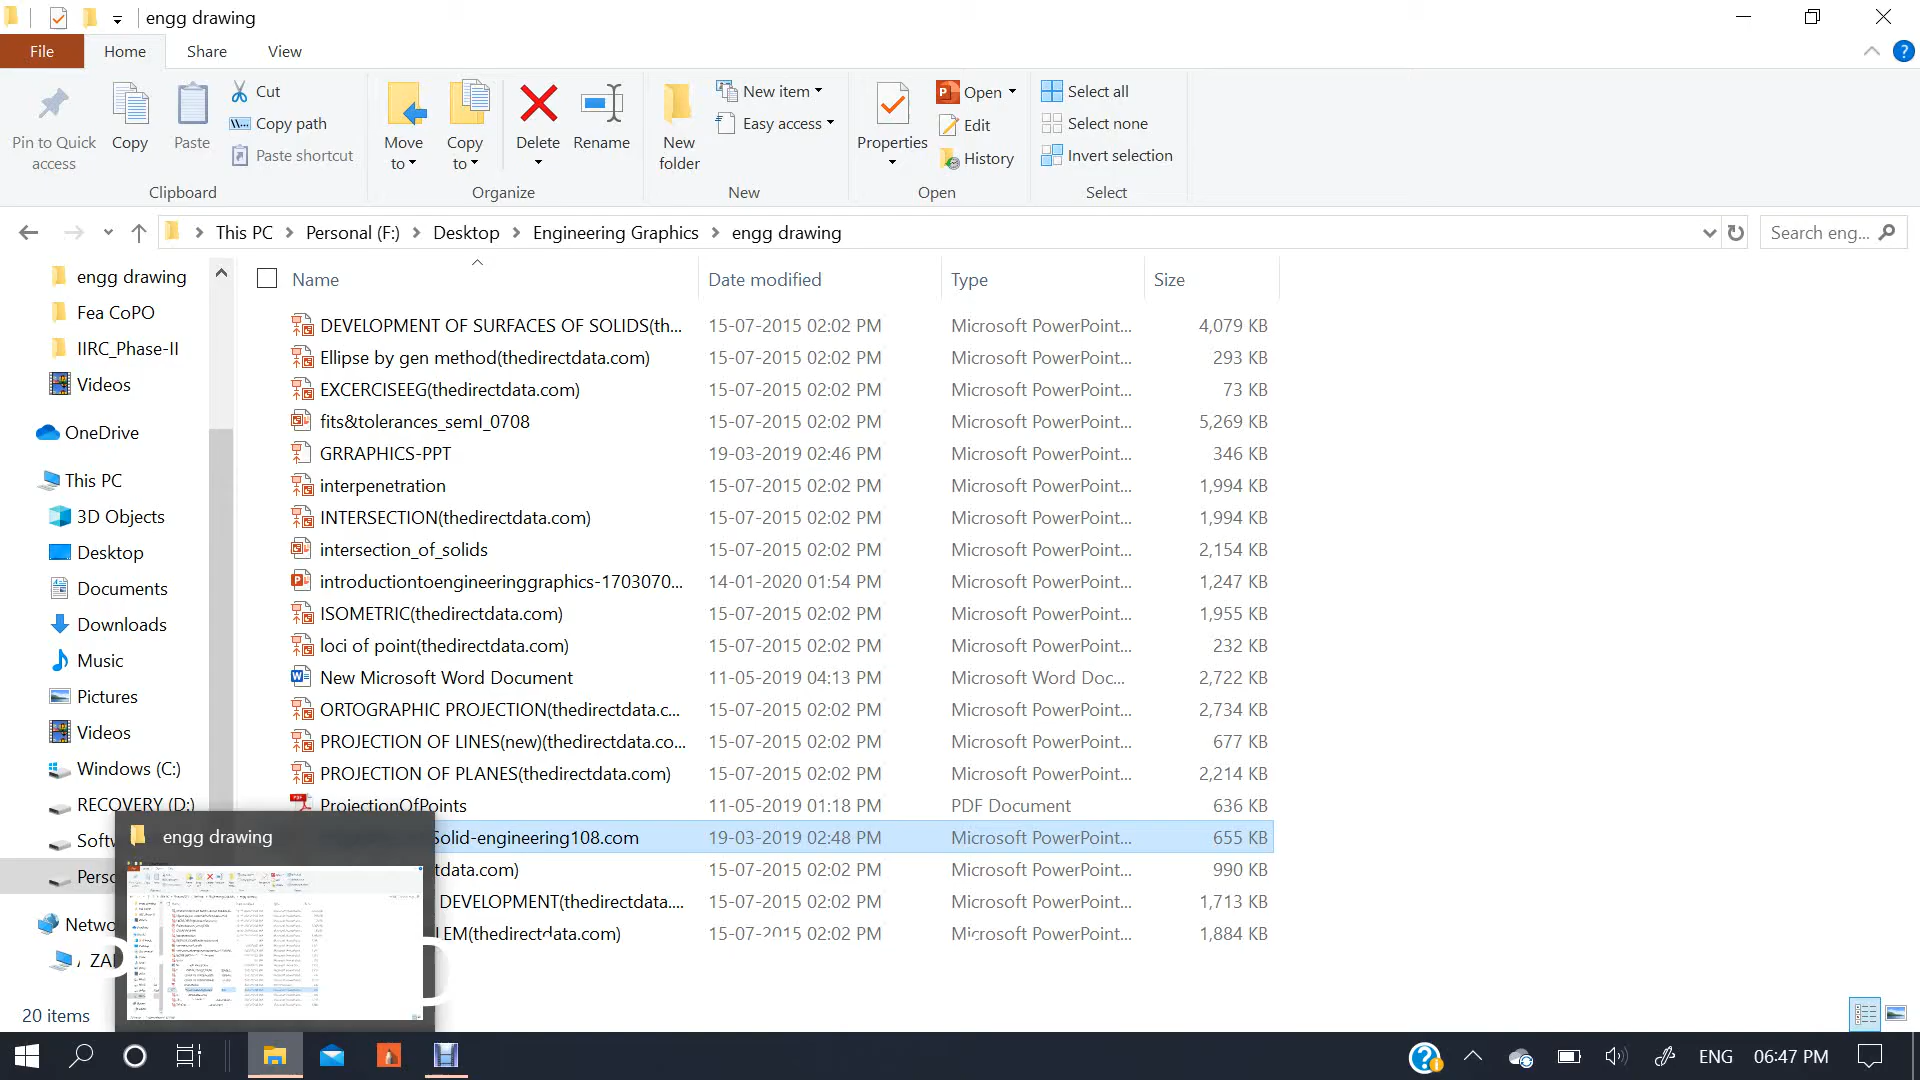 engg drawing
File Home Share View
Pin to Quick access
Copy
Paste
Cut
Copy path
Paste shortcut
Clipboard
Move to
Copy to
Delete
Rename
Organize
New folder
New item
Easy access
New
Properties
Open
Edit
History
Open
Select all
Select none
Invert selection
Select
This PC Personal (F:) Desktop Engineering Graphics engg drawing
Search eng...
engg drawing
Fea CoPO
IIRC_Phase-II
Videos
OneDrive
This PC
3D Objects
Desktop
Documents
Downloads
Music
Pictures
Videos
Windows (C:)
RECOVERY (D:)
Name Date modified Type Size
DEVELOPMENT OF SURFACES OF SOLIDS(th... 15-07-2015 02:02 PM Microsoft PowerPoint... 4,079 KB
Ellipse by gen method(thedirectdata.com) 15-07-2015 02:02 PM Microsoft PowerPoint... 293 KB
EXCERCISEEG(thedirectdata.com) 15-07-2015 02:02 PM Microsoft PowerPoint... 73 KB
fits&tolerances_semI_0708 15-07-2015 02:02 PM Microsoft PowerPoint... 5,269 KB
GRRAPHICS-PPT 19-03-2019 02:46 PM Microsoft PowerPoint... 346 KB
interpenetration 15-07-2015 02:02 PM Microsoft PowerPoint... 1,994 KB
INTERSECTION(thedirectdata.com) 15-07-2015 02:02 PM Microsoft PowerPoint... 1,994 KB
intersection_of_solids 15-07-2015 02:02 PM Microsoft PowerPoint... 2,154 KB
introductiontoengineeringgraphics-1703070... 14-01-2020 01:54 PM Microsoft PowerPoint... 1,247 KB
ISOMETRIC(thedirectdata.com) 15-07-2015 02:02 PM Microsoft PowerPoint... 1,955 KB
loci of point(thedirectdata.com) 15-07-2015 02:02 PM Microsoft PowerPoint... 232 KB
New Microsoft Word Document 11-05-2019 04:13 PM Microsoft Word Doc... 2,722 KB
ORTOGRAPHIC PROJECTION(thedirectdata.c... 15-07-2015 02:02 PM Microsoft PowerPoint... 2,734 KB
PROJECTION OF LINES(new)(thedirectdata.co... 15-07-2015 02:02 PM Microsoft PowerPoint... 677 KB
PROJECTION OF PLANES(thedirectdata.com) 15-07-2015 02:02 PM Microsoft PowerPoint... 2,214 KB
ProjectionOfPoints 11-05-2019 01:18 PM PDF Document 636 KB
Solid-engineering108.com 19-03-2019 02:48 PM Microsoft PowerPoint... 655 KB
tdata.com) 15-07-2015 02:02 PM Microsoft PowerPoint... 990 KB
DEVELOPMENT(thedirectdata.... 15-07-2015 02:02 PM Microsoft PowerPoint... 1,713 KB
LEM(thedirectdata.com) 15-07-2015 02:02 PM Microsoft PowerPoint... 1,884 KB
engg drawing
20 items
ENG 06:47 PM